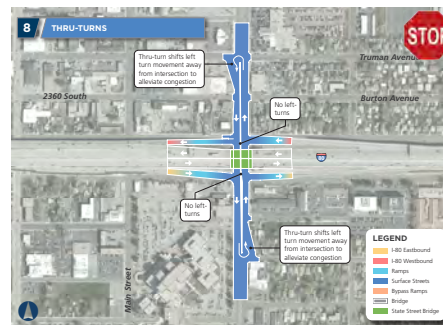 8 THRU-TURNS
STOP
Thru-turn shifts left
turn movement away
from intersection to
alleviate congestion
Truman Avenue
2360 South
Burton Avenue
No left-
turns
No left-
turns
Thru-turn shifts left
turn movement away
from intersection to
alleviate congestion
Main Street
LEGEND
I-80 Eastbound
I-80 Westbound
Ramps
Surface Streets
Bypass Ramps
Bridge
State Street Bridge